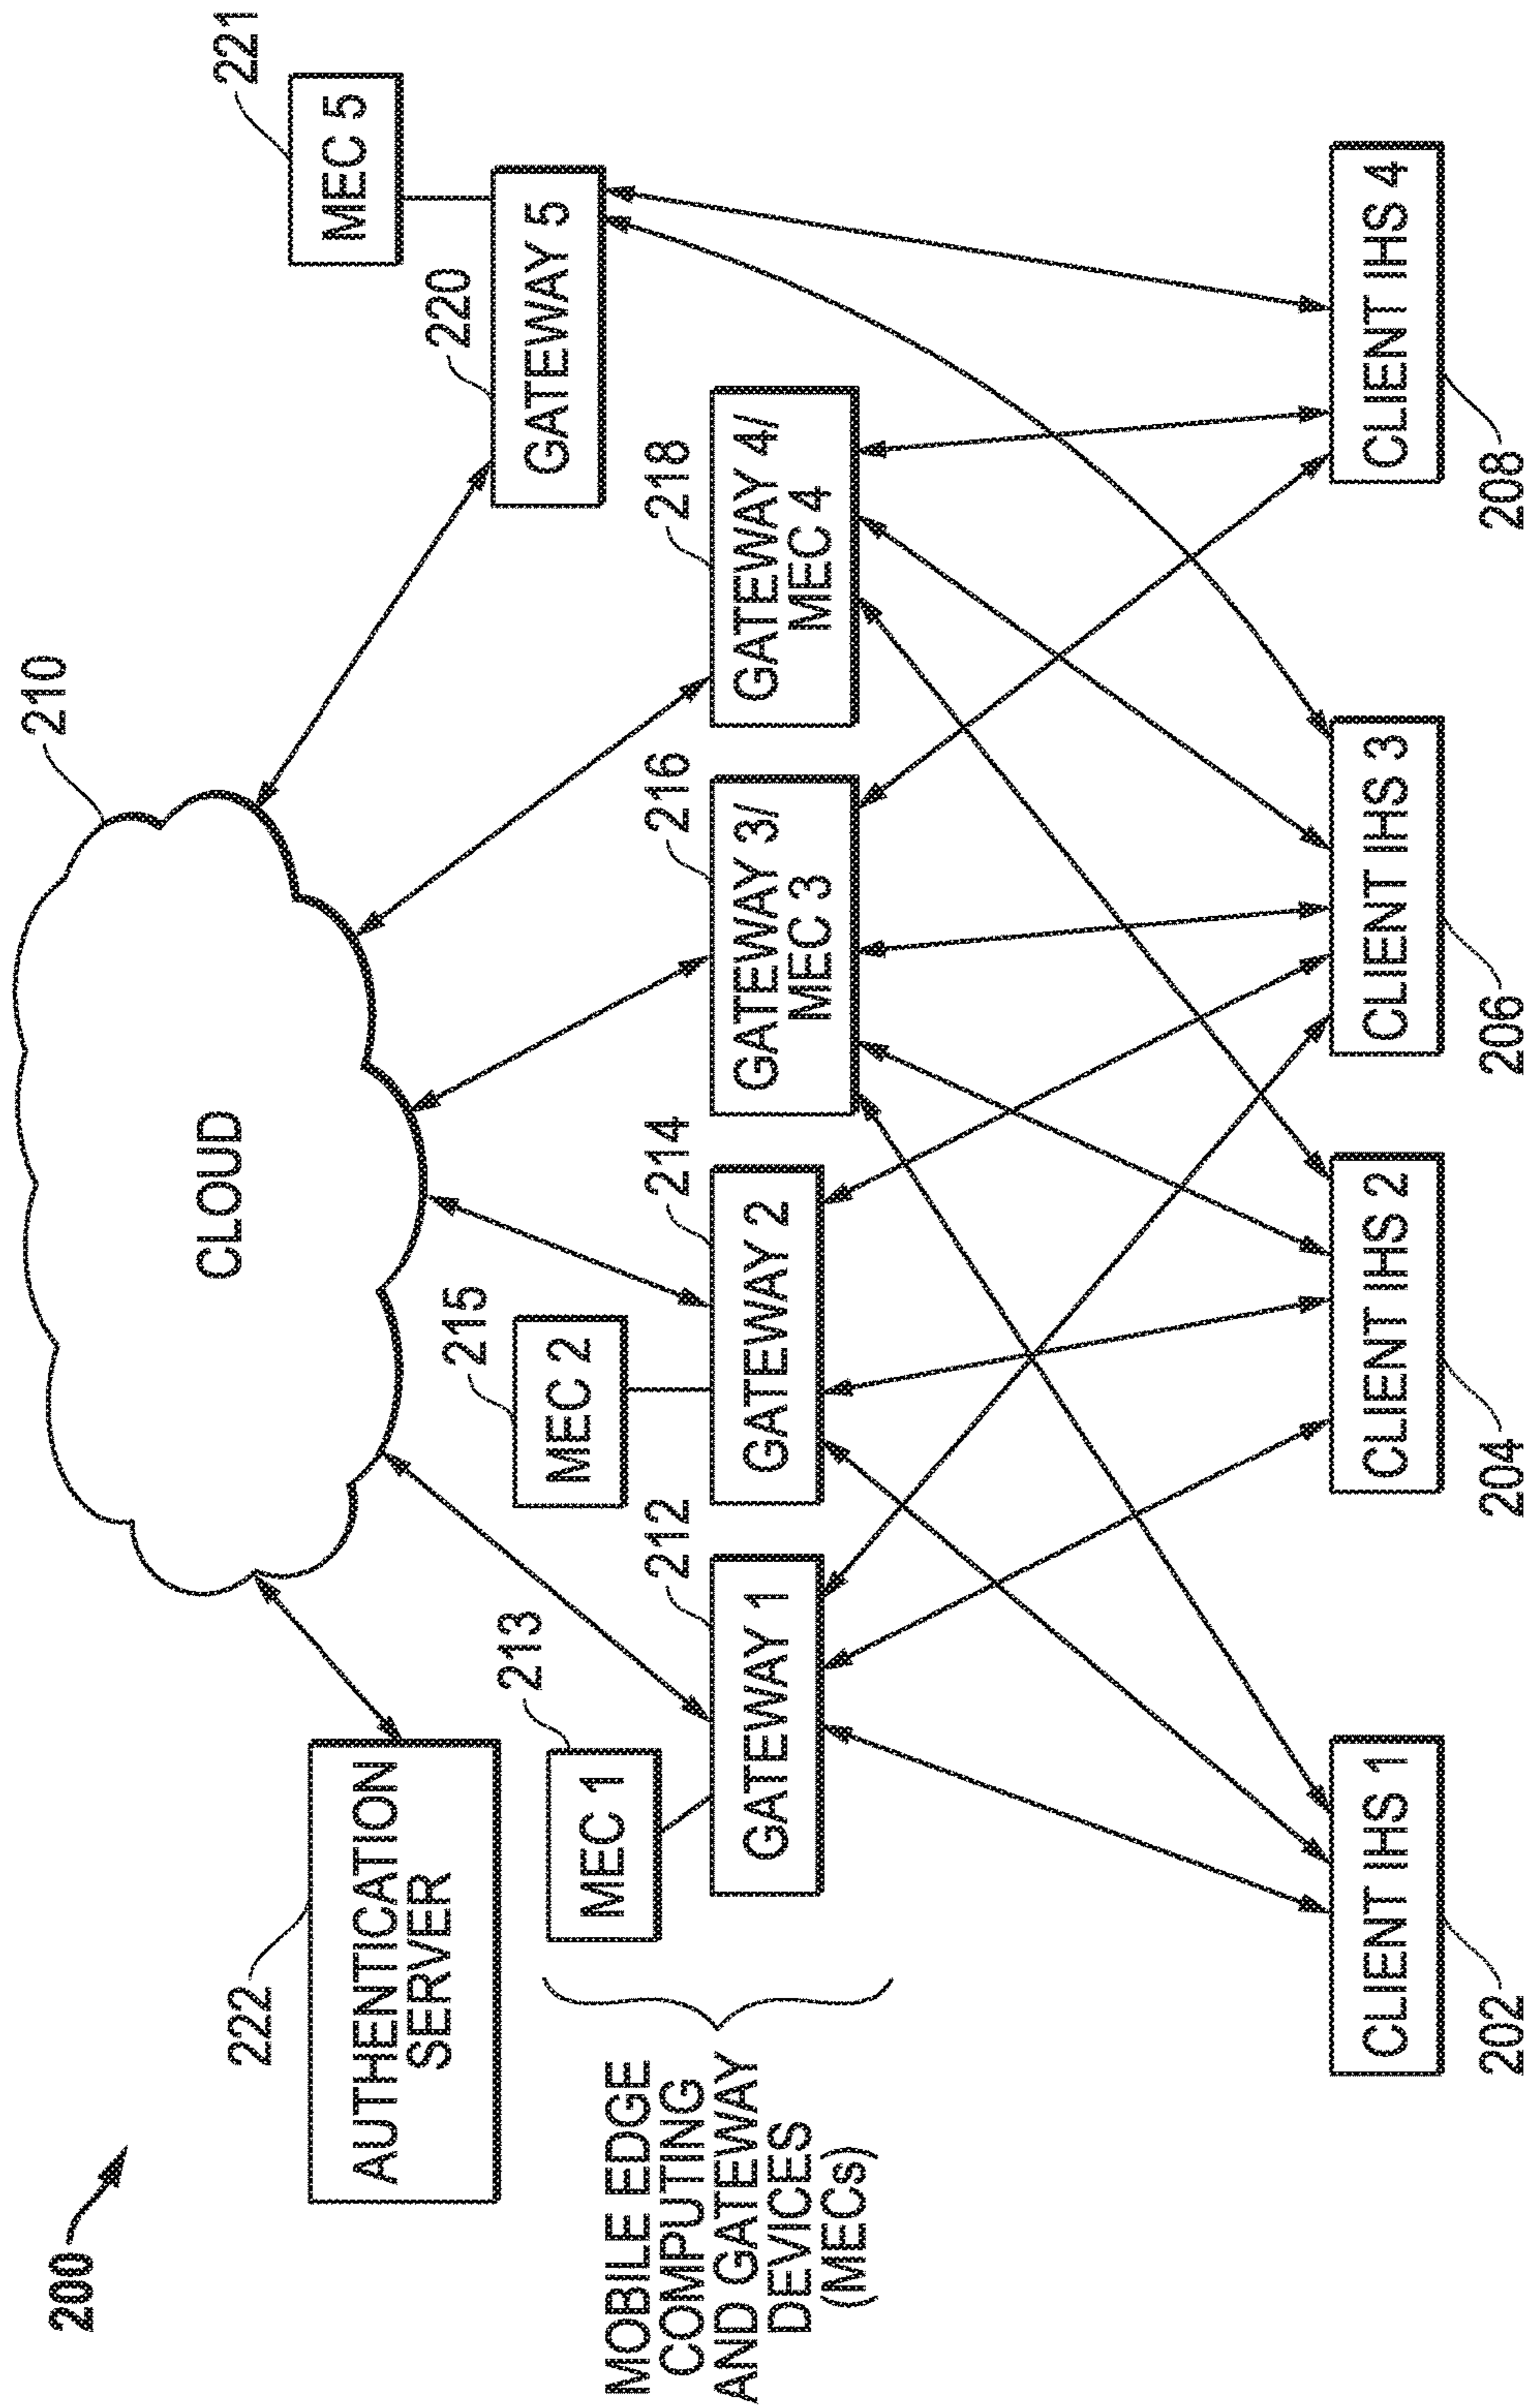 200
210
CLOUD
222
AUTHENTICATION
SERVER
221
MEC 5
220
GATEWAY 5
213
MEC 1
215
MEC 2
212
GATEWAY 1
214
GATEWAY 2
216
GATEWAY 3/
MEC 3
218
GATEWAY 4/
MEC 4
MOBILE EDGE
COMPUTING
AND GATEWAY
DEVICES
(MECs)
CLIENT IHS 1
202
CLIENT IHS 2
204
CLIENT IHS 3
206
CLIENT IHS 4
208